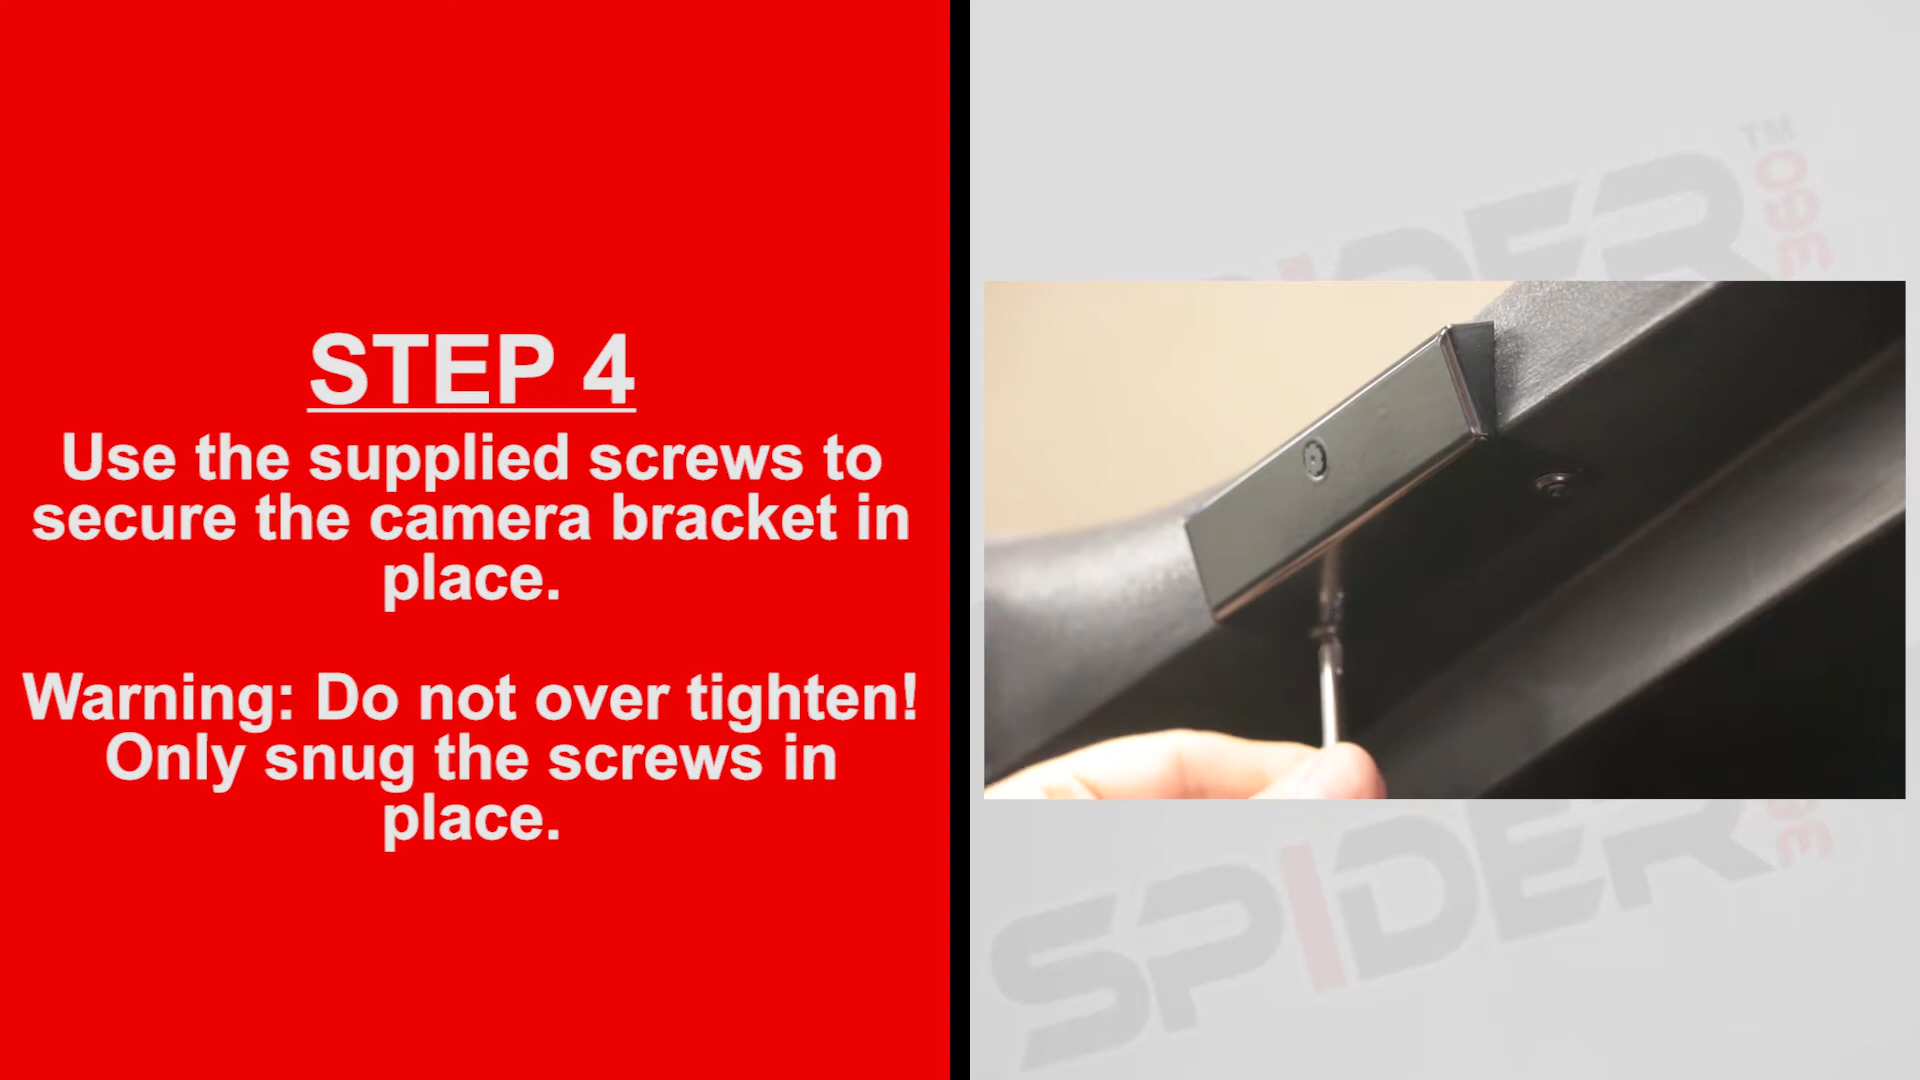 STEP 4
Use the supplied screws to
secure the camera bracket in
place.
Warning: Do not over tighten!
Only snug the screws in
place.
SPIDER
360
TM
SPIDER
360